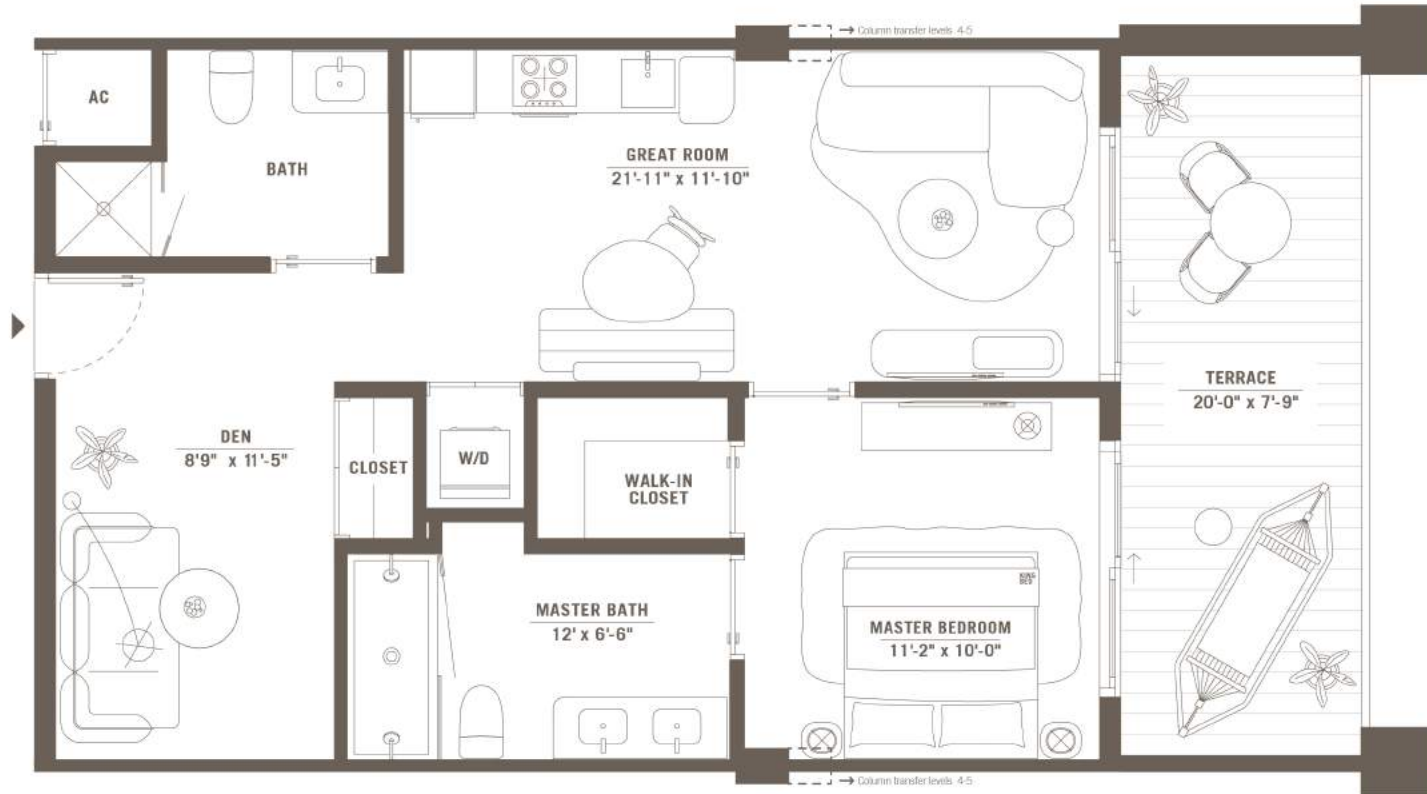 → Column transfer levels 4-5
AC
BATH
GREAT ROOM
21'-11" x 11'-10"
TERRACE
20'-0" x 7'-9"
DEN
8'9" x 11'-5"
CLOSET
W/D
WALK-IN
CLOSET
KING
BED
MASTER BATH
12' x 6'-6"
MASTER BEDROOM
11'-2" x 10'-0"
→ Column transfer levels 4-5